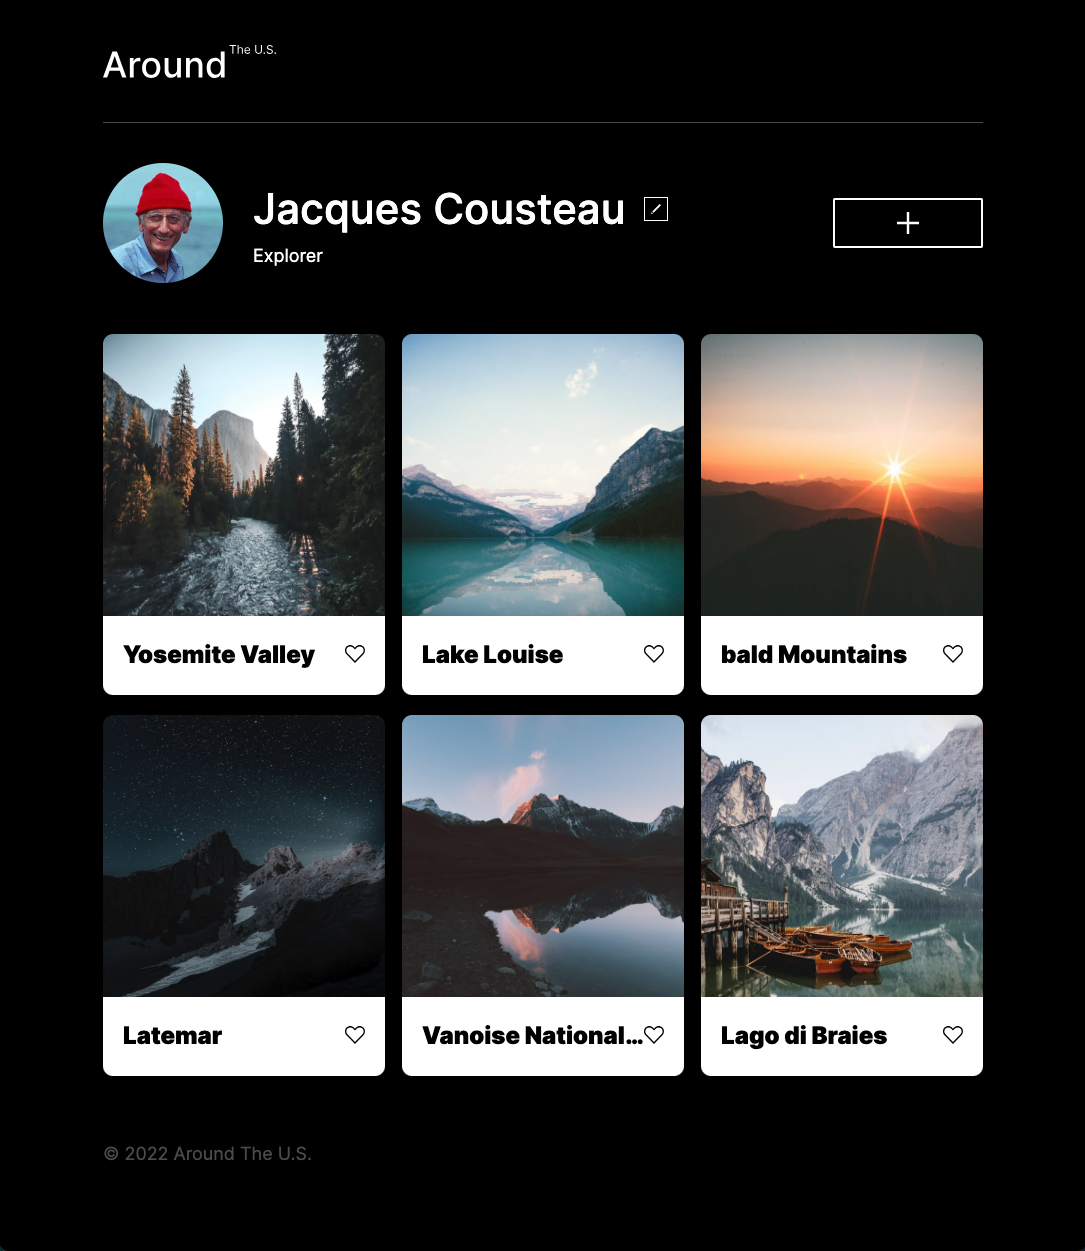 Around The U.S.
Jacques Cousteau
Explorer
Yosemite Valley
Lake Louise
bald Mountains
Latemar
Vanoise National...
Lago di Braies
© 2022 Around The U.S.